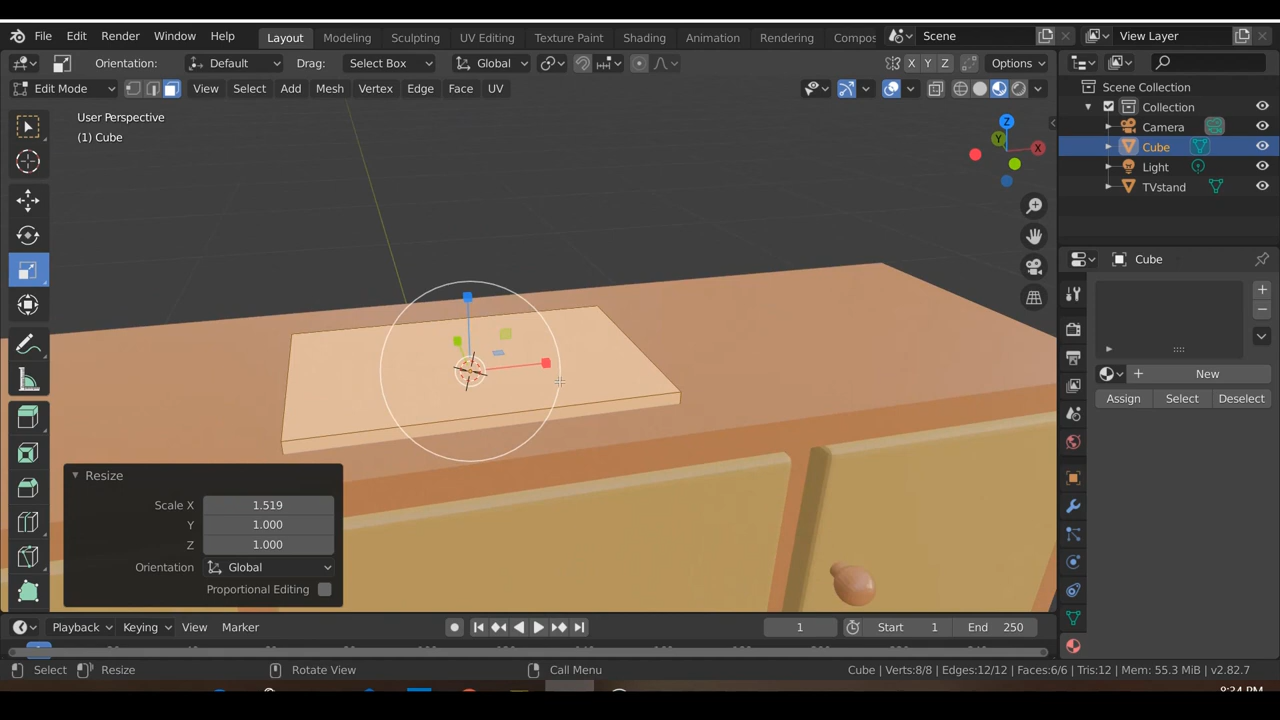 File Edit Render Window Help Layout Modeling Sculpting UV Editing Texture Paint Shading Animation Rendering Compos Scene View Layer
Orientation: Default Drag: Select Box Global X Y Z Options
Edit Mode View Select Add Mesh Vertex Edge Face UV
Scene Collection
Collection
Camera
Cube
Light
TVstand
User Perspective
(1) Cube
Z
Y
X
Cube
New
Assign Select Deselect
Resize
Scale X 1.519
Y 1.000
Z 1.000
Orientation Global
Proportional Editing
Playback Keying View Marker 1 Start 1 End 250
Select Resize Rotate View Call Menu Cube | Verts:8/8 | Edges:12/12 | Faces:6/6 | Tris:12 | Mem: 55.3 MiB | v2.82.7
8:34 PM